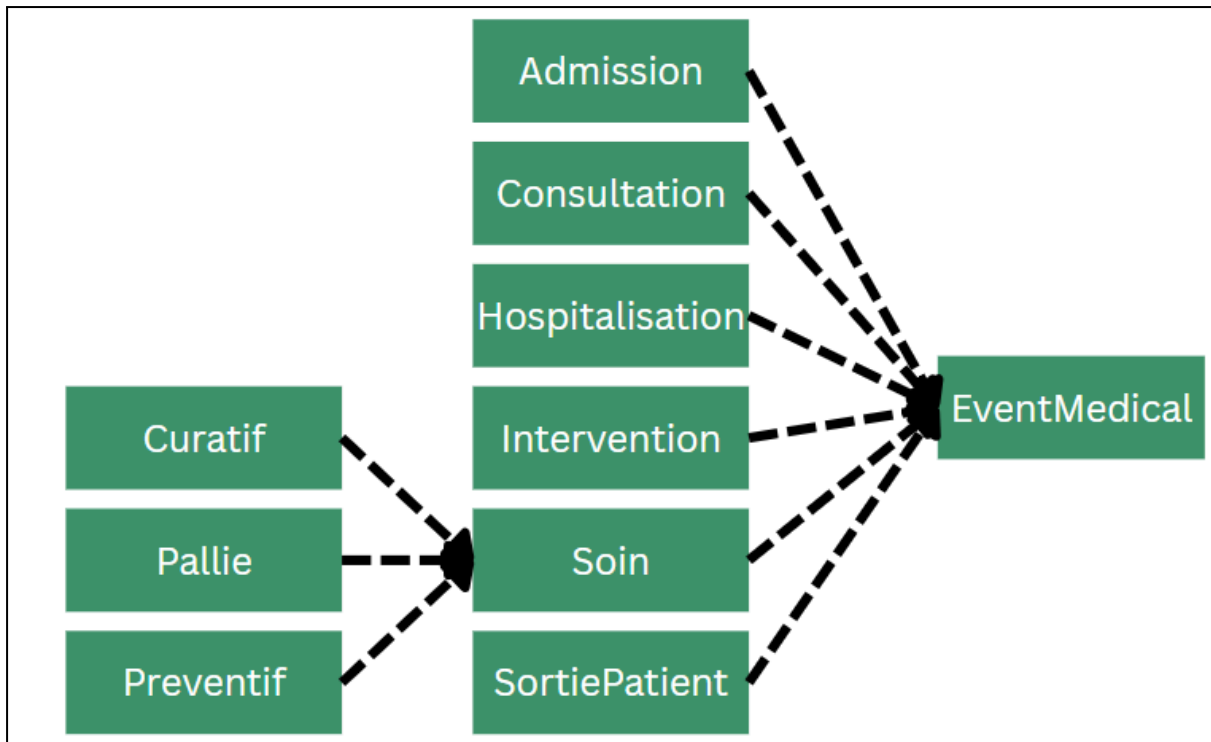 Admission
Consultation
Hospitalisation
EventMedical
Curatif
Intervention
Pallie
Soin
Preventif
SortiePatient